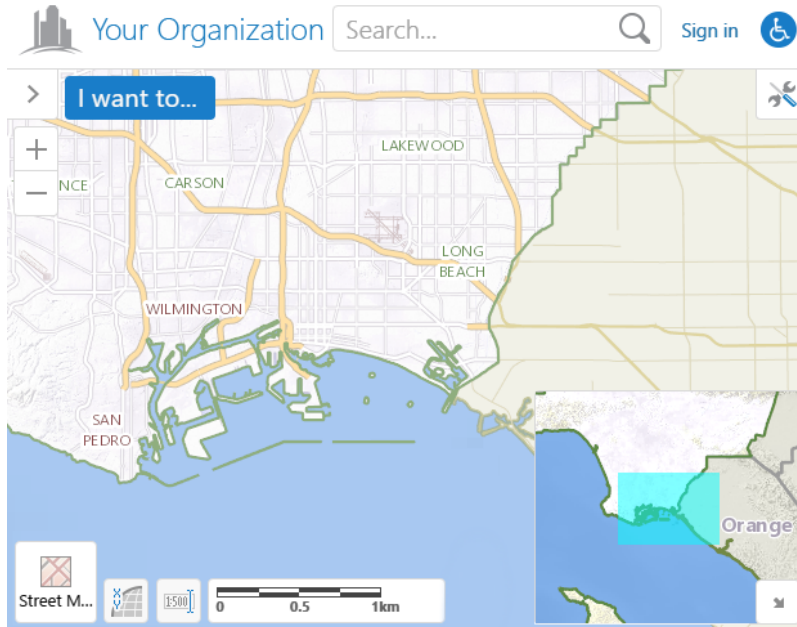 Your Organization
Search...
Sign in
I want to...
LAKEWOOD
NCE
CARSON
LONG
BEACH
WILMINGTON
SAN
PEDRO
Orange
Street M...
X
Y
1:500
0
0.5
1km